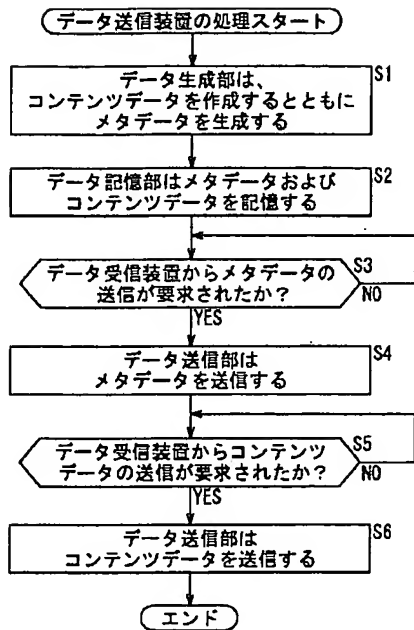 データ送信装置の処理スタート
S1
データ生成部は、
コンテンツデータを作成するとともに
メタデータを生成する
S2
データ記憶部はメタデータおよび
コンテンツデータを記憶する
S3
データ受信装置からメタデータの
送信が要求されたか？
NO
YES
S4
データ送信部は
メタデータを送信する
S5
データ受信装置からコンテンツ
データの送信が要求されたか？
NO
YES
S6
データ送信部は
コンテンツデータを送信する
エンド